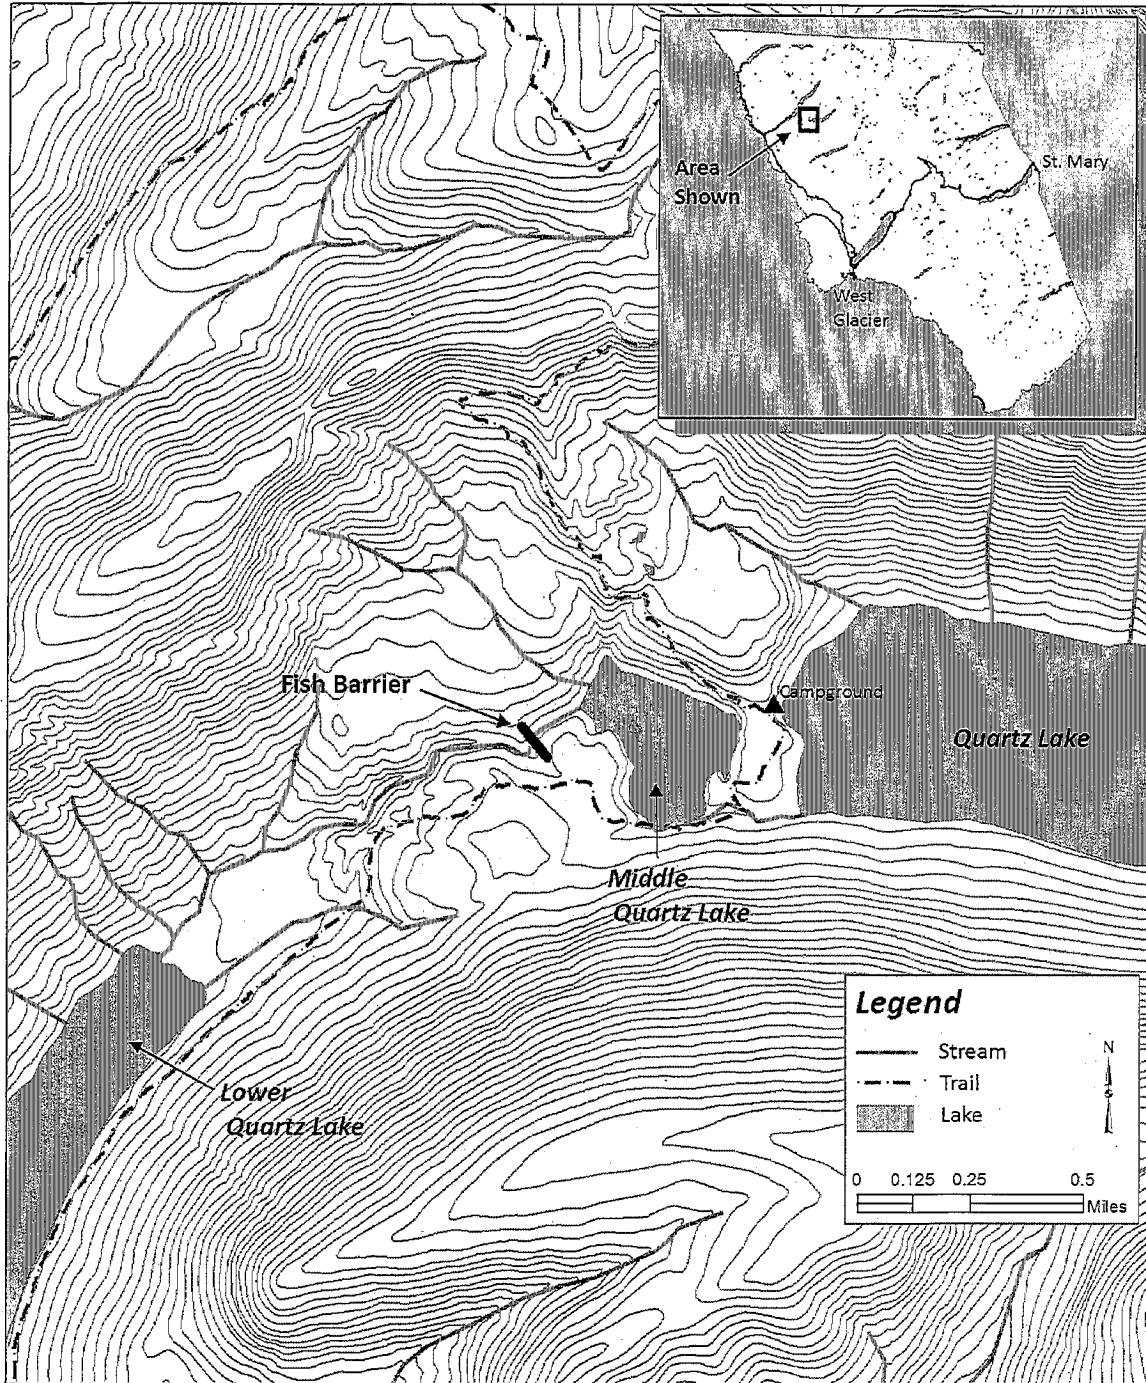 Area
Shown
St. Mary
West
Glacier
Fish Barrier
Campground
Quartz Lake
Middle
Quartz Lake
Lower
Quartz Lake
Legend
Stream
Trail
Lake
N
0 0.125 0.25 0.5
Miles